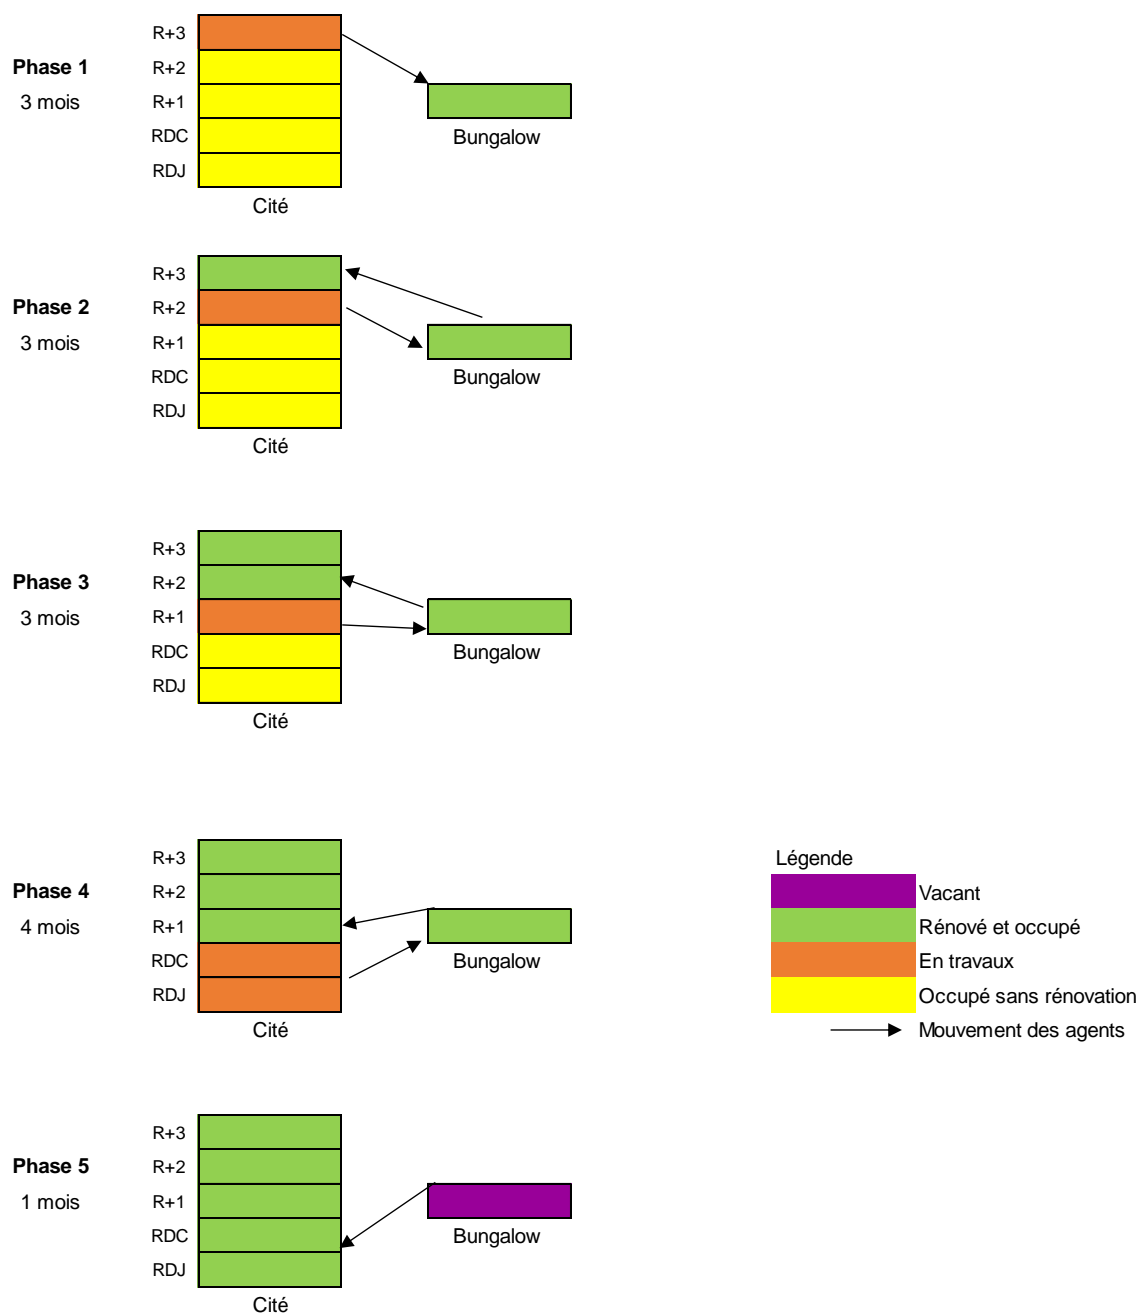 R+3
Phase 1
R+2
3 mois
R+1
RDC
Bungalow
RDJ
Cité
R+3
Phase 2
R+2
3 mois
R+1
RDC
Bungalow
RDJ
Cité
R+3
Phase 3
R+2
3 mois
R+1
RDC
Bungalow
RDJ
Cité
R+3
Phase 4
R+2
4 mois
R+1
RDC
Bungalow
RDJ
Cité
Légende
Vacant
Rénové et occupé
En travaux
Occupé sans rénovation
Mouvement des agents
R+3
Phase 5
R+2
1 mois
R+1
RDC
Bungalow
RDJ
Cité